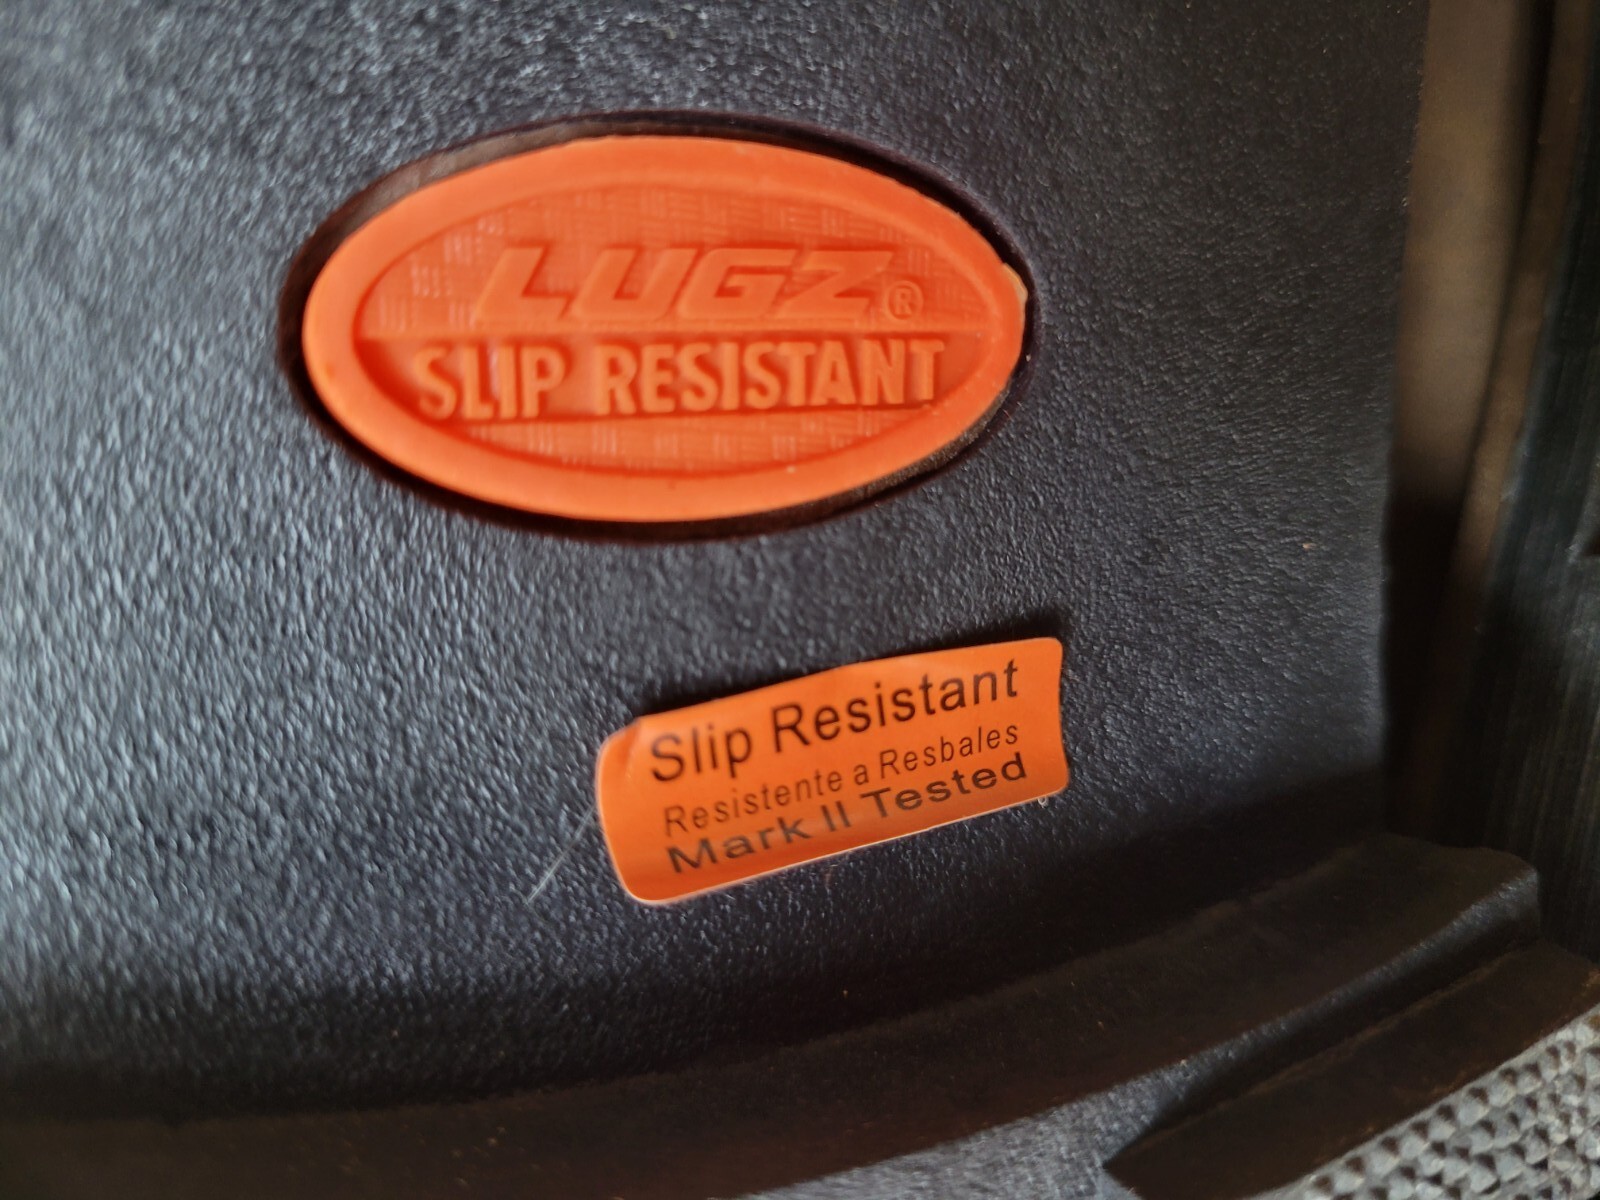 LUGZ®
SLIP RESISTANT
Slip Resistant
Resistente a Resbales
Mark II Tested